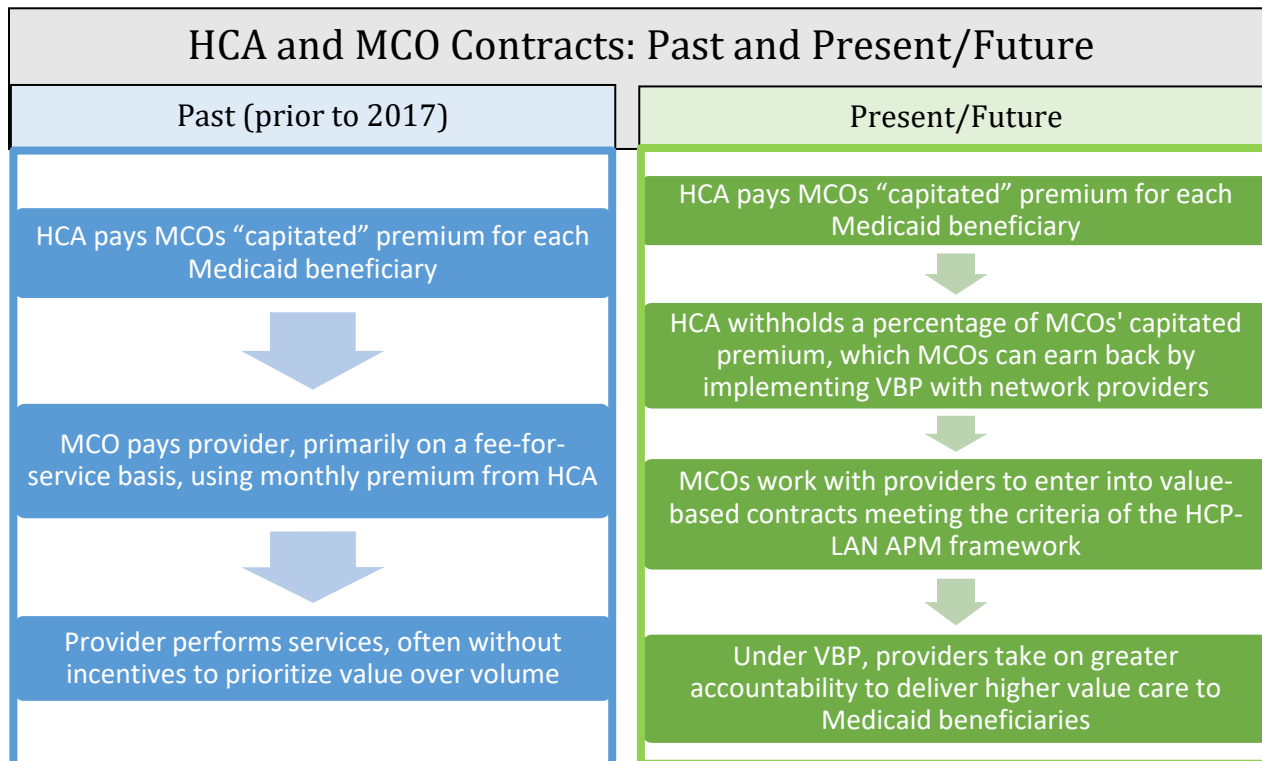 HCA and MCO Contracts: Past and Present/Future
Past (prior to 2017)
HCA pays MCOs “capitated” premium for each
Medicaid beneficiary
MCO pays provider, primarily on a fee-for-
service basis, using monthly premium from HCA
Provider performs services, often without
incentives to prioritize value over volume
Present/Future
HCA pays MCOs “capitated” premium for each
Medicaid beneficiary
HCA withholds a percentage of MCOs' capitated
premium, which MCOs can earn back by
implementing VBP with network providers
MCOs work with providers to enter into value-
based contracts meeting the criteria of the HCP-
LAN APM framework
Under VBP, providers take on greater
accountability to deliver higher value care to
Medicaid beneficiaries